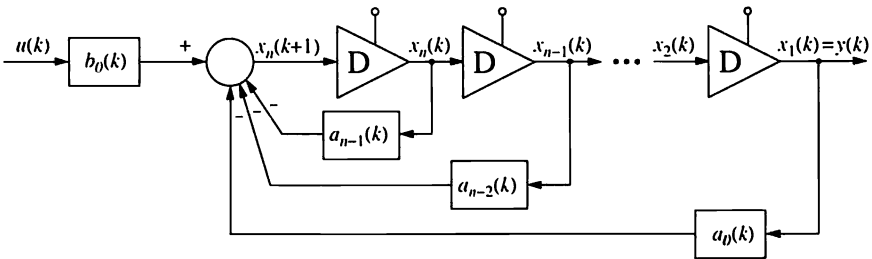 u(k)
b₀(k)
+
xₙ(k+1)
D
xₙ(k)
D
xₙ₋₁(k)
•••
x₂(k)
D
x₁(k) = y(k)
– – –
aₙ₋₁(k)
aₙ₋₂(k)
a₀(k)